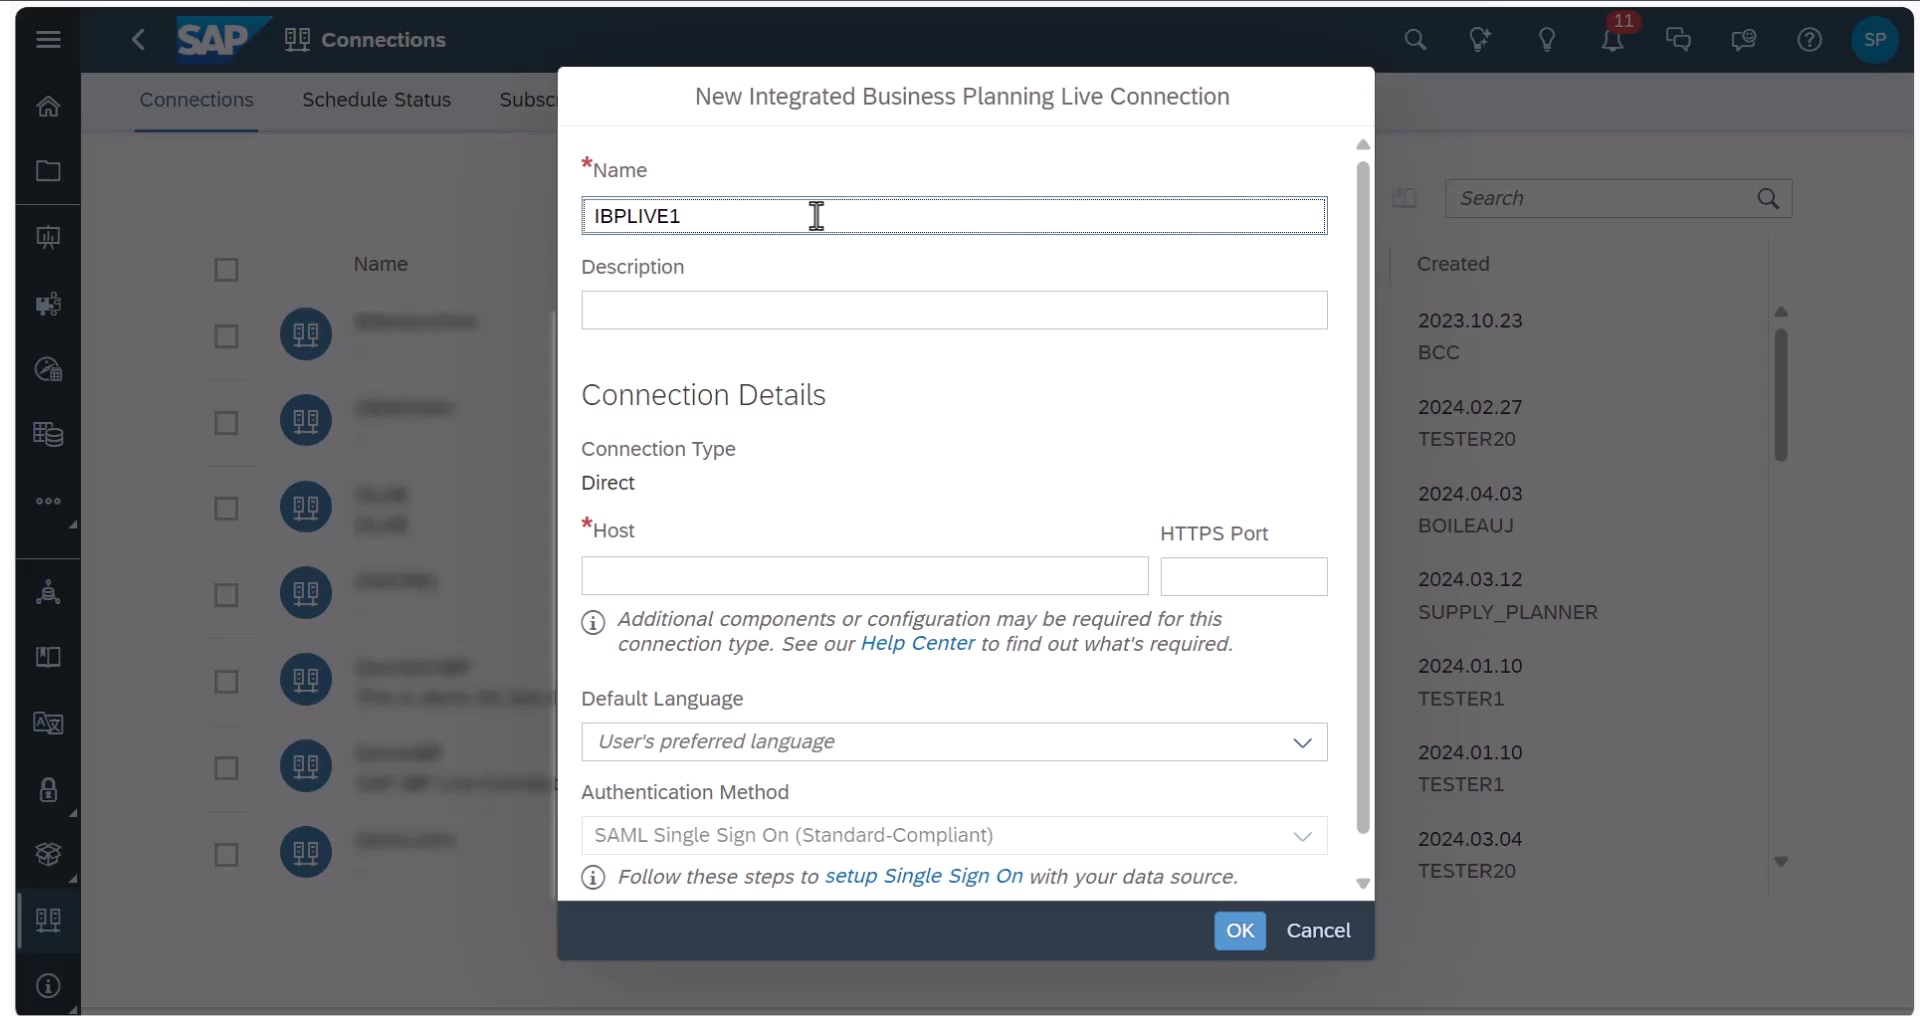 SAP
Connections
11
SP
Connections
Schedule Status
Subsc
New Integrated Business Planning Live Connection
*Name
IBPLIVE1
Description
Connection Details
Connection Type
Direct
*Host
HTTPS Port
Additional components or configuration may be required for this
connection type. See our Help Center to find out what's required.
Default Language
User's preferred language
Authentication Method
SAML Single Sign On (Standard-Compliant)
Follow these steps to setup Single Sign On with your data source.
OK
Cancel
Search
Name
Created
2023.10.23
BCC
2024.02.27
TESTER20
2024.04.03
BOILEAUJ
2024.03.12
SUPPLY_PLANNER
2024.01.10
TESTER1
2024.01.10
TESTER1
2024.03.04
TESTER20